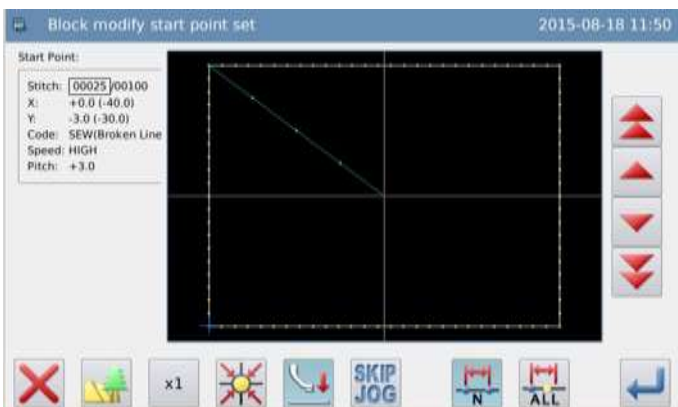 Block modify start point set
2015-08-18 11:50
Start Point:
Stitch: 00025/00100
X: +0.0 (-40.0)
Y: -3.0 (-30.0)
Code: SEW(Broken Line
Speed: HIGH
Pitch: +3.0
x1
SKIP
JOG
N
ALL